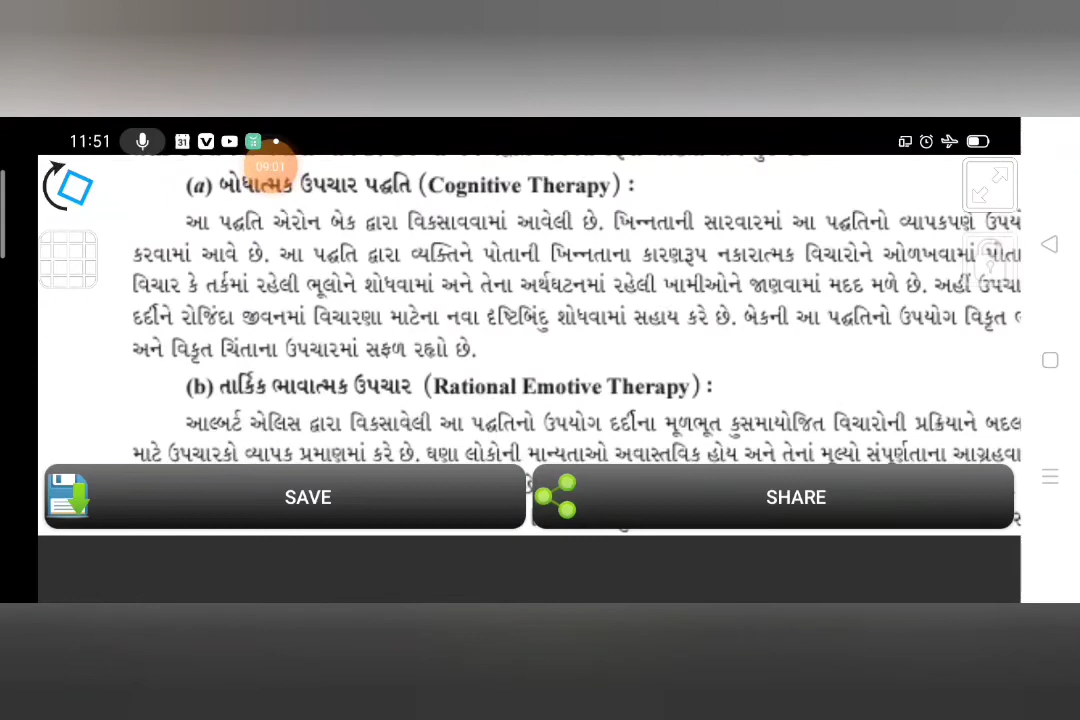 11:51
31
09:01
(a) બોધાત્મક ઉપચાર પદ્ધતિ (Cognitive Therapy) :
આ પદ્ધતિ એરોન બેક દ્વારા વિકસાવવામાં આવેલી છે. ખિન્નતાની સારવારમાં આ પદ્ધતિનો વ્યાપકપણે
કરવામાં આવે છે. આ પદ્ધતિ દ્વારા વ્યક્તિને પોતાની ખિન્નતાના કારણરૂપ નકારાત્મક વિચારોને ઓળખવામાં
વિચાર કે તર્કમાં રહેલી ભૂલોને શોધવામાં અને તેના અર્થઘટનમાં રહેલી ખામીઓને જાણવામાં મદદ મળે છે. અહીં
દર્દીને રોજિંદા જીવનમાં વિચારણા માટેના નવા દૃષ્ટિબિંદુ શોધવામાં સહાય કરે છે. બેકની આ પદ્ધતિનો ઉપયોગ વિકૃત
અને વિકૃત ચિંતાના ઉપચારમાં સફળ રહ્યો છે.
(b) તાર્કિક ભાવાત્મક ઉપચાર (Rational Emotive Therapy) :
આલ્બર્ટ એલિસ દ્વારા વિકસાવેલી આ પદ્ધતિનો ઉપયોગ દર્દીના મૂળભૂત કુસમાયોજિત વિચારોની પ્રક્રિયાને
માટે ઉપચારકો વ્યાપક પ્રમાણમાં કરે છે. ઘણા લોકોની માન્યતાઓ અવાસ્તવિક હોય અને તેનાં મૂલ્યો સંપૂર્ણતાના
SAVE SHARE